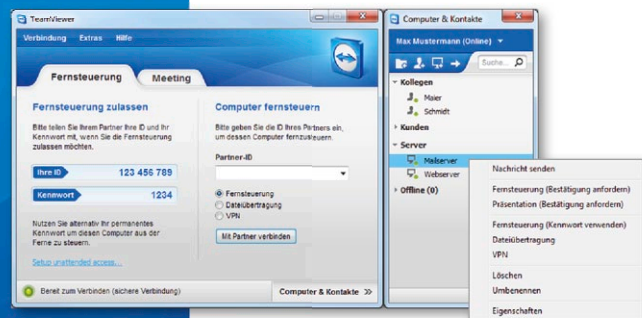 TeamViewer
Verbindung Extras Hilfe
Fernsteuerung
Meeting
Fernsteuerung zulassen
Bitte teilen Sie Ihrem Partner Ihre ID und Ihr
Kennwort mit, wenn Sie die Fernsteuerung
zulassen möchten.
Ihre ID 123 456 789
Kennwort 1234
Nutzen Sie alternativ Ihr permanentes
Kennwort um diesen Computer aus der
Ferne zu steuern.
Setup unattended access...
Computer fernsteuern
Bitte geben Sie die ID Ihres Partners ein,
um dessen Computer fernzusteuern.
Partner-ID
Fernsteuerung
Dateiübertragung
VPN
Mit Partner verbinden
Bereit zum Verbinden (sichere Verbindung)
Computer & Kontakte >>
Computer & Kontakte
Max Mustermann (Online)
Suche...
Kollegen
Maier
Schmidt
Kunden
Server
Mailserver
Webserver
Offline (0)
Nachricht senden
Fernsteuerung (Bestätigung anfordern)
Präsentation (Bestätigung anfordern)
Fernsteuerung (Kennwort verwenden)
Dateiübertragung
VPN
Löschen
Umbenennen
Eigenschaften